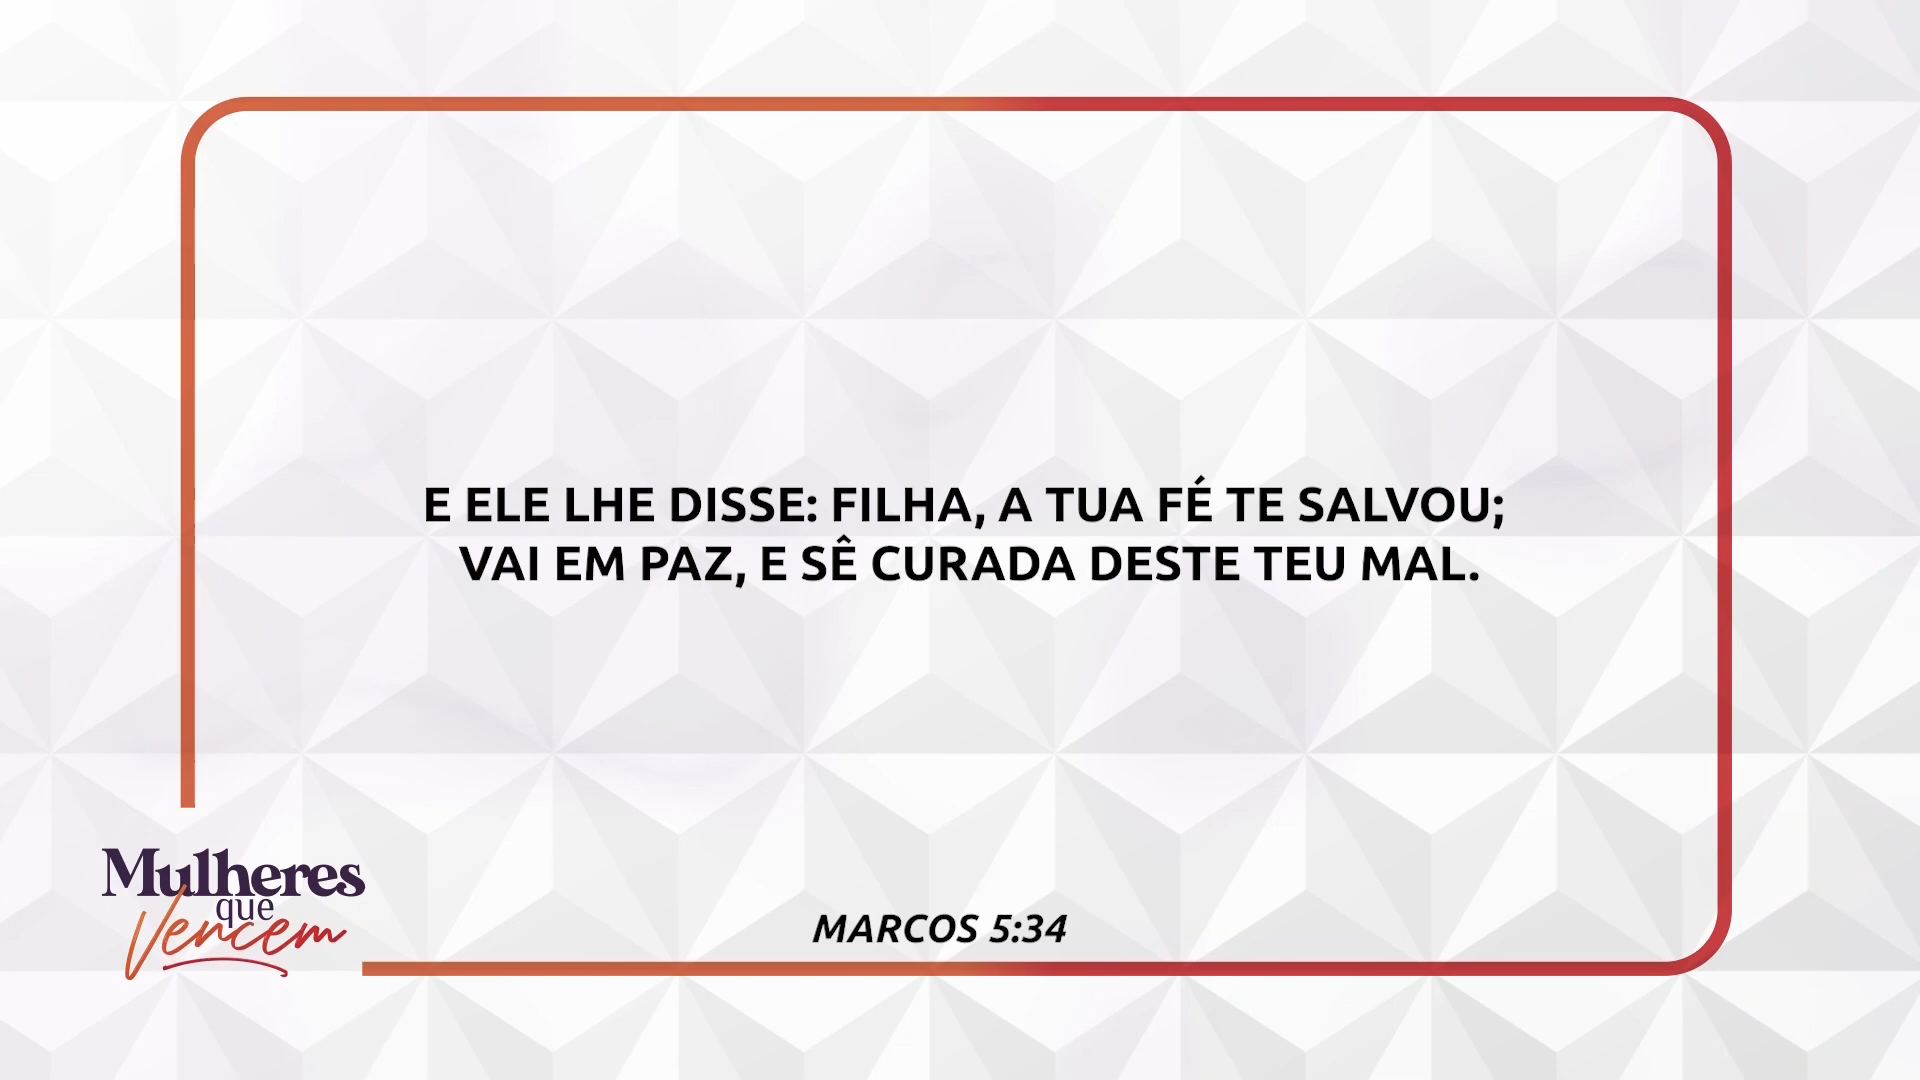 E ELE LHE DISSE: FILHA, A TUA FÉ TE SALVOU;
VAI EM PAZ, E SÊ CURADA DESTE TEU MAL.
Mulheres
que
Vencem
MARCOS 5:34